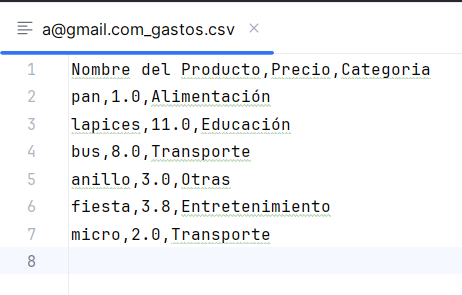 a@gmail.com_gastos.csv
1 Nombre del Producto,Precio,Categoria
2 pan,1.0,Alimentación
3 lapices,11.0,Educación
4 bus,8.0,Transporte
5 anillo,3.0,Otras
6 fiesta,3.8,Entretenimiento
7 micro,2.0,Transporte
8